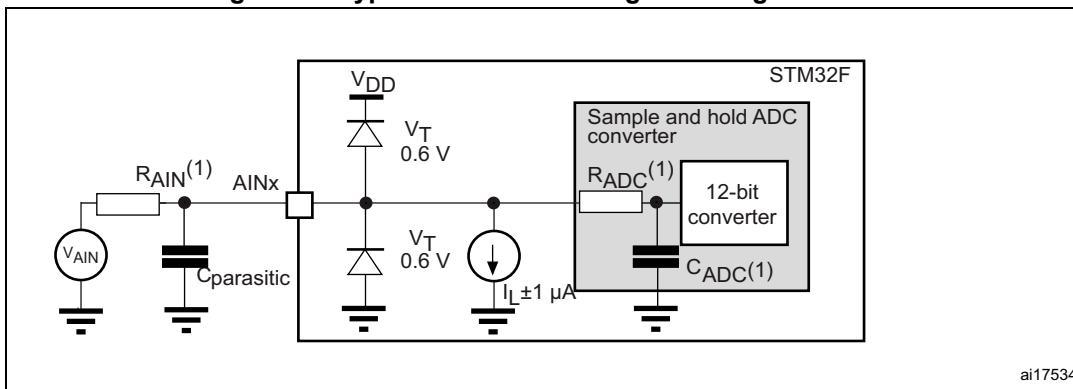 STM32F
VDD
Sample and hold ADC
converter
VT
0.6 V
RAIN(1)
AINx
RADC(1)
12-bit
converter
VAIN
Cparasitic
VT
0.6 V
IL±1 µA
CADC(1)
ai17534